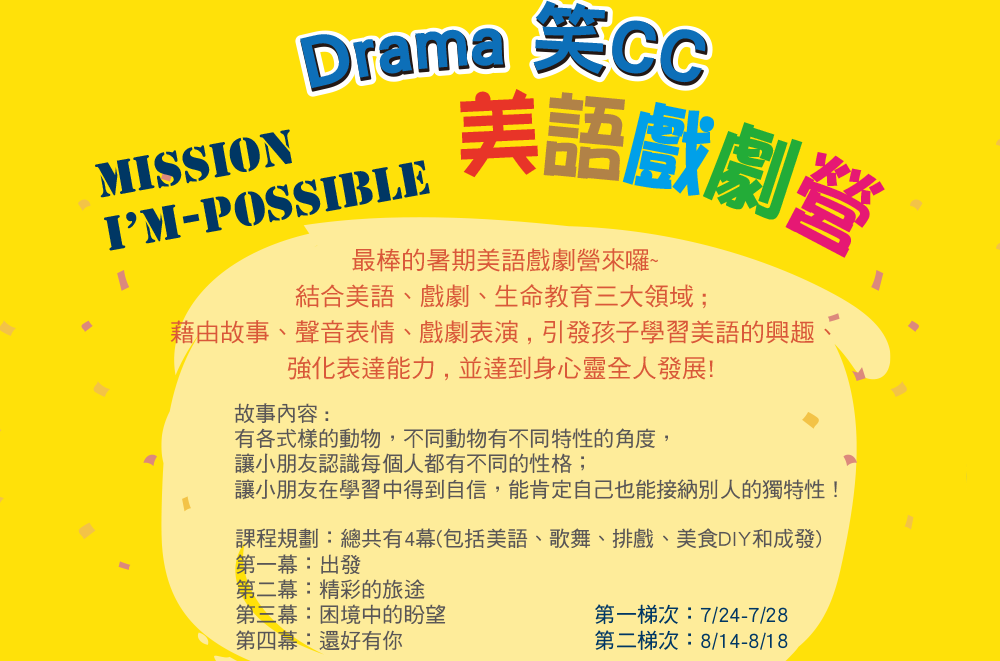 Drama 笑CC
美語戲劇營
MISSION
I'M-POSSIBLE
最棒的暑期美語戲劇營來囉~
結合美語、戲劇、生命教育三大領域；
藉由故事、聲音表情、戲劇表演，引發孩子學習美語的興趣、
強化表達能力，並達到身心靈全人發展!
故事內容：
有各式樣的動物，不同動物有不同特性的角度，
讓小朋友認識每個人都有不同的性格；
讓小朋友在學習中得到自信，能肯定自己也能接納別人的獨特性！
課程規劃：總共有4幕(包括美語、歌舞、排戲、美食DIY和成發)
第一幕：出發
第二幕：精彩的旅途
第三幕：困境中的盼望
第四幕：還好有你
第一梯次：7/24-7/28
第二梯次：8/14-8/18